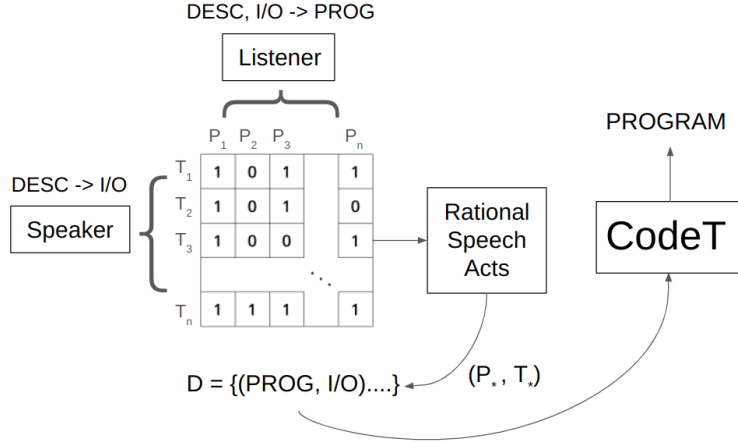 DESC, I/O -> PROG
Listener
P1 P2 P3 Pn
T1 1 0 1 1
DESC -> I/O
T2 1 0 1 0
Speaker
T3 1 0 0 1
...
Tn 1 1 1 1
Rational
Speech
Acts
PROGRAM
CodeT
D = {(PROG, I/O)....}
(P*, T*)